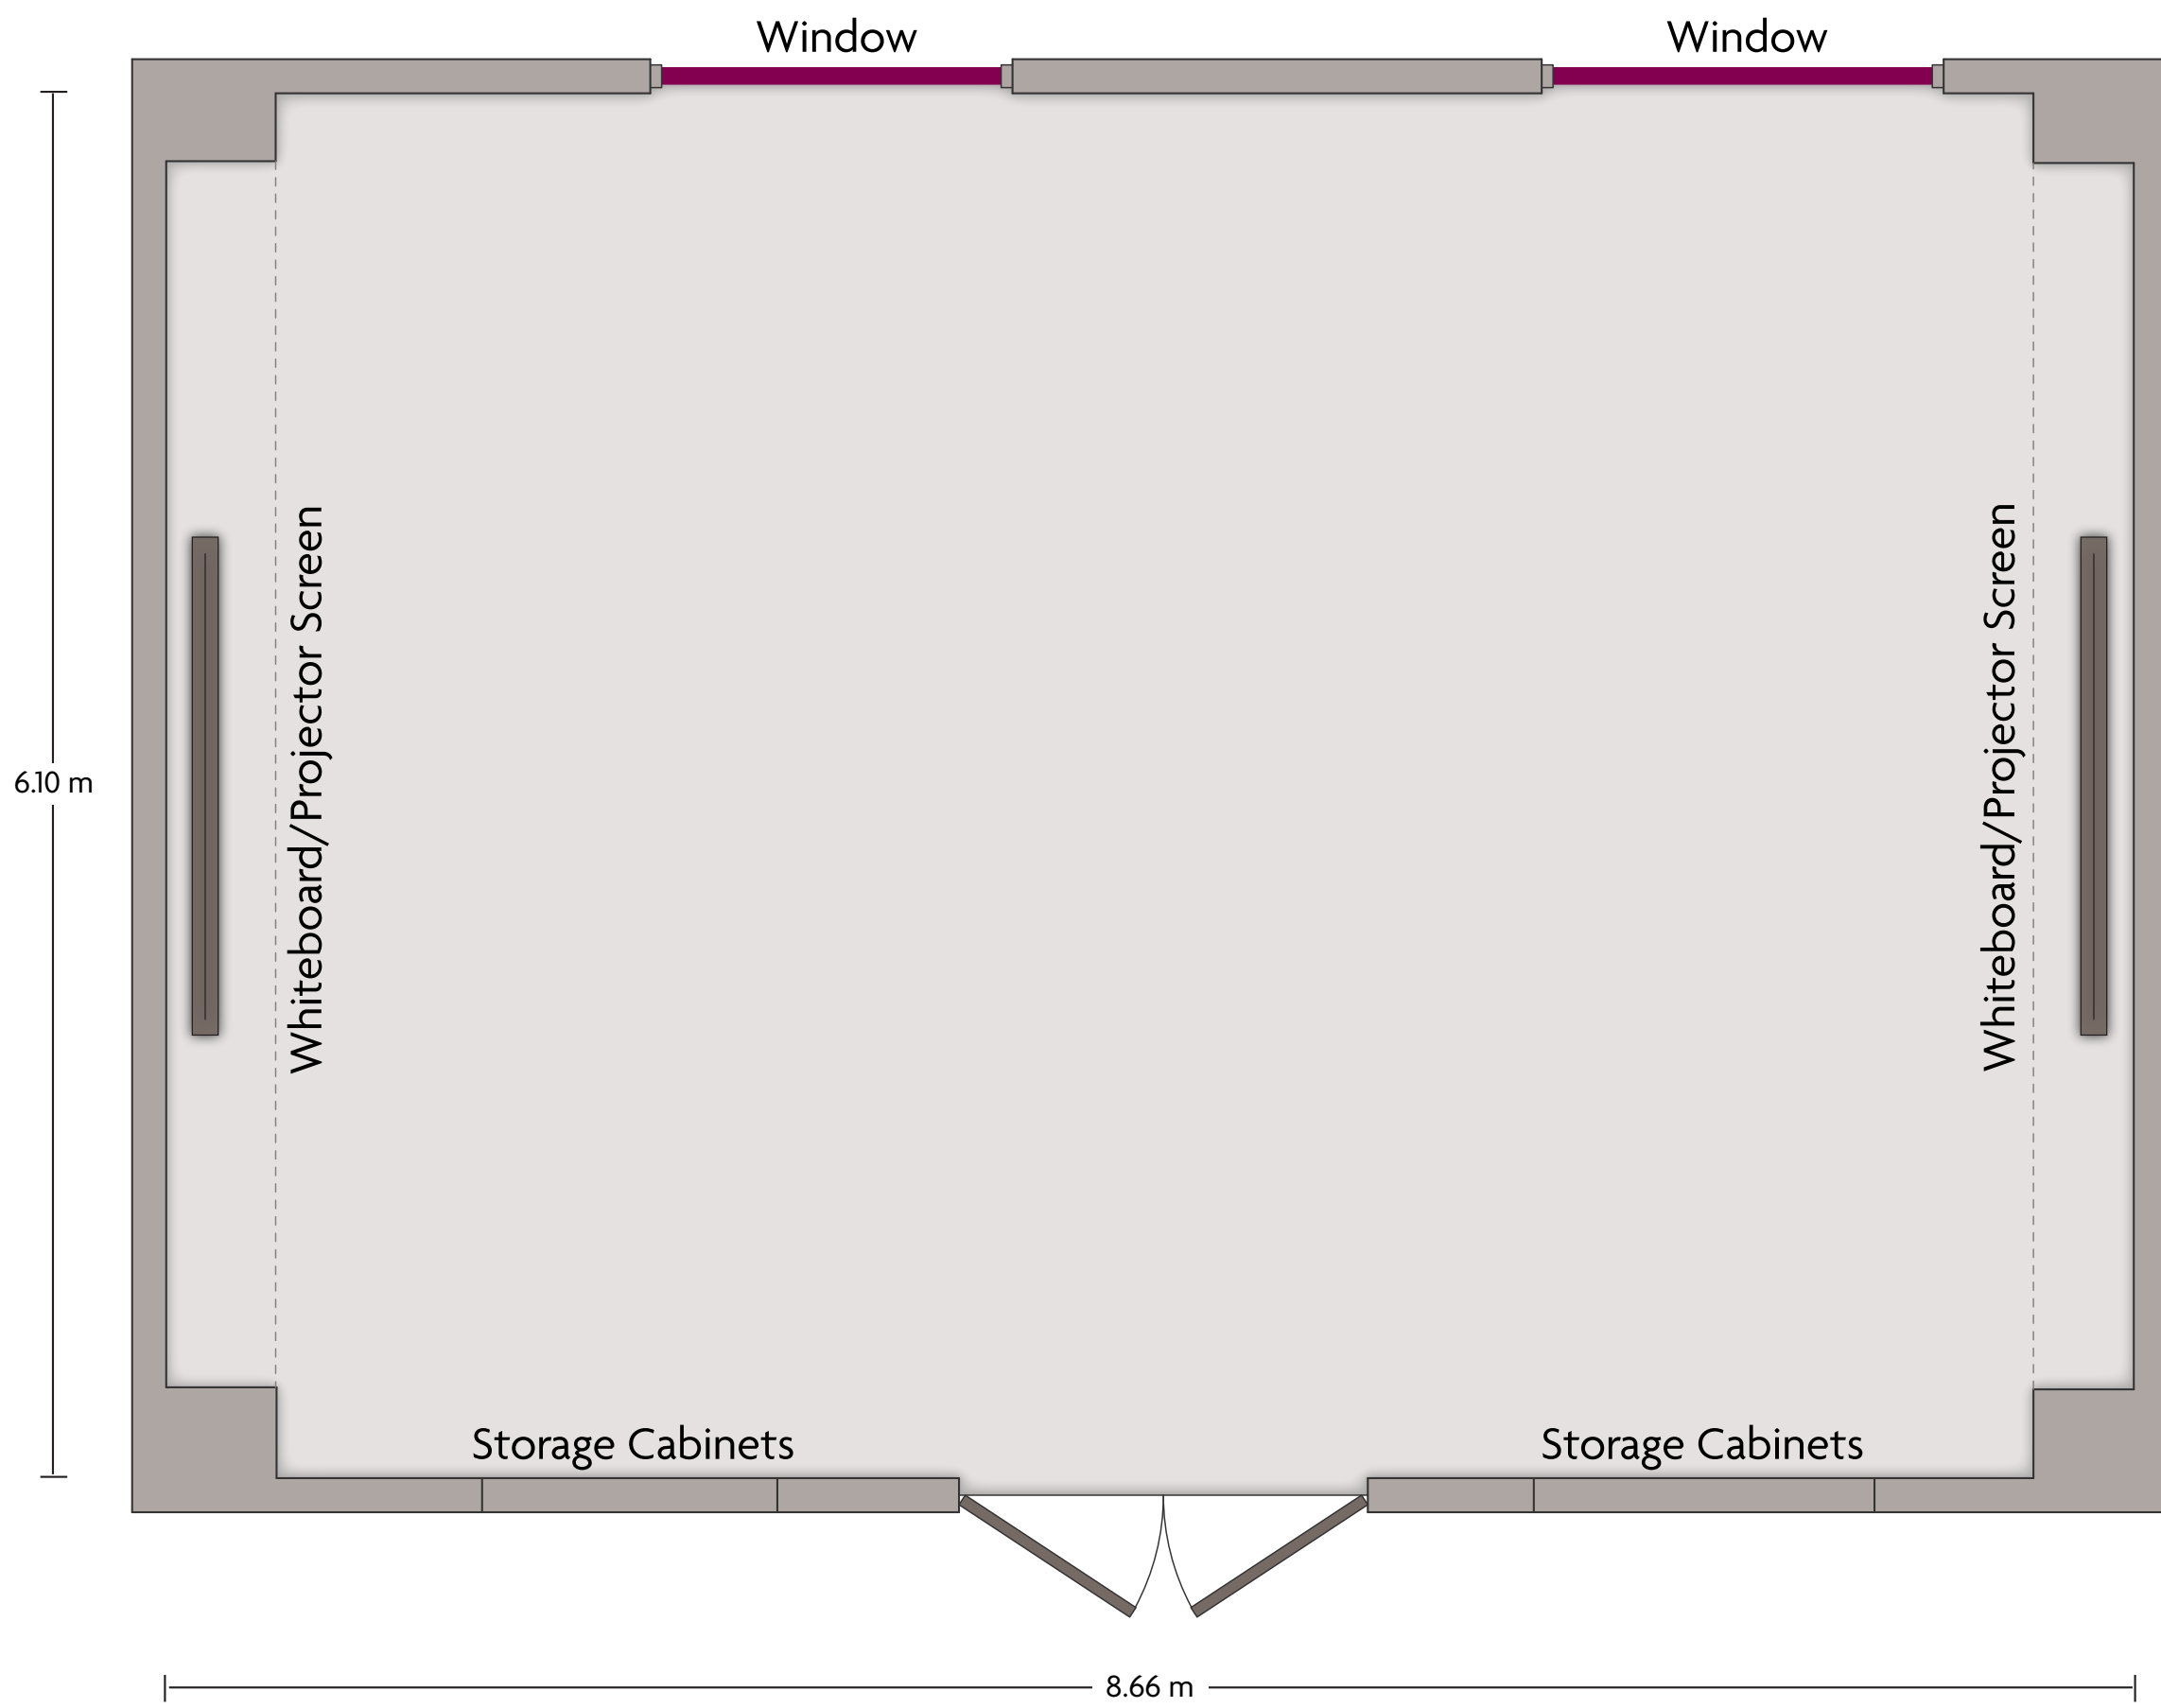 Window
Window
Whiteboard/Projector Screen
Whiteboard/Projector Screen
6.10 m
Storage Cabinets
Storage Cabinets
8.66 m